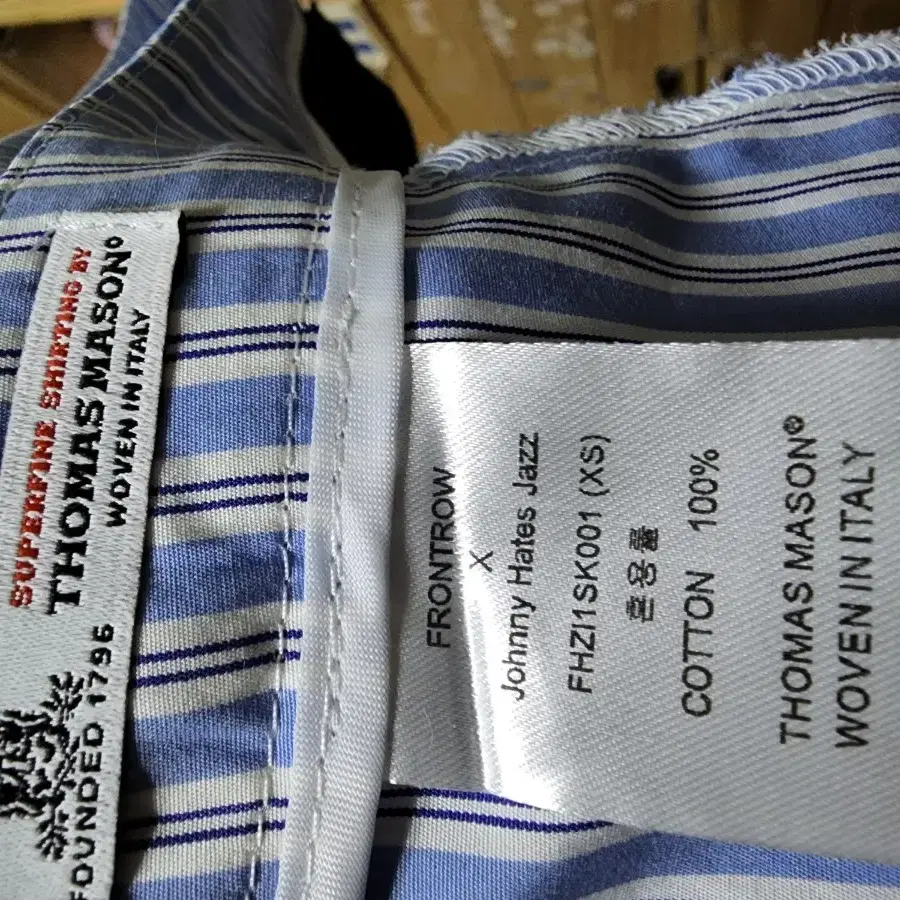 SUPERFINE SHIRTING BY
THOMAS MASON®
WOVEN IN ITALY
FOUNDED 1796
FRONTROW
X
Johnny Hates Jazz
FHZI1SK001 (XS)
혼용률
COTTON 100%
THOMAS MASON®
WOVEN IN ITALY